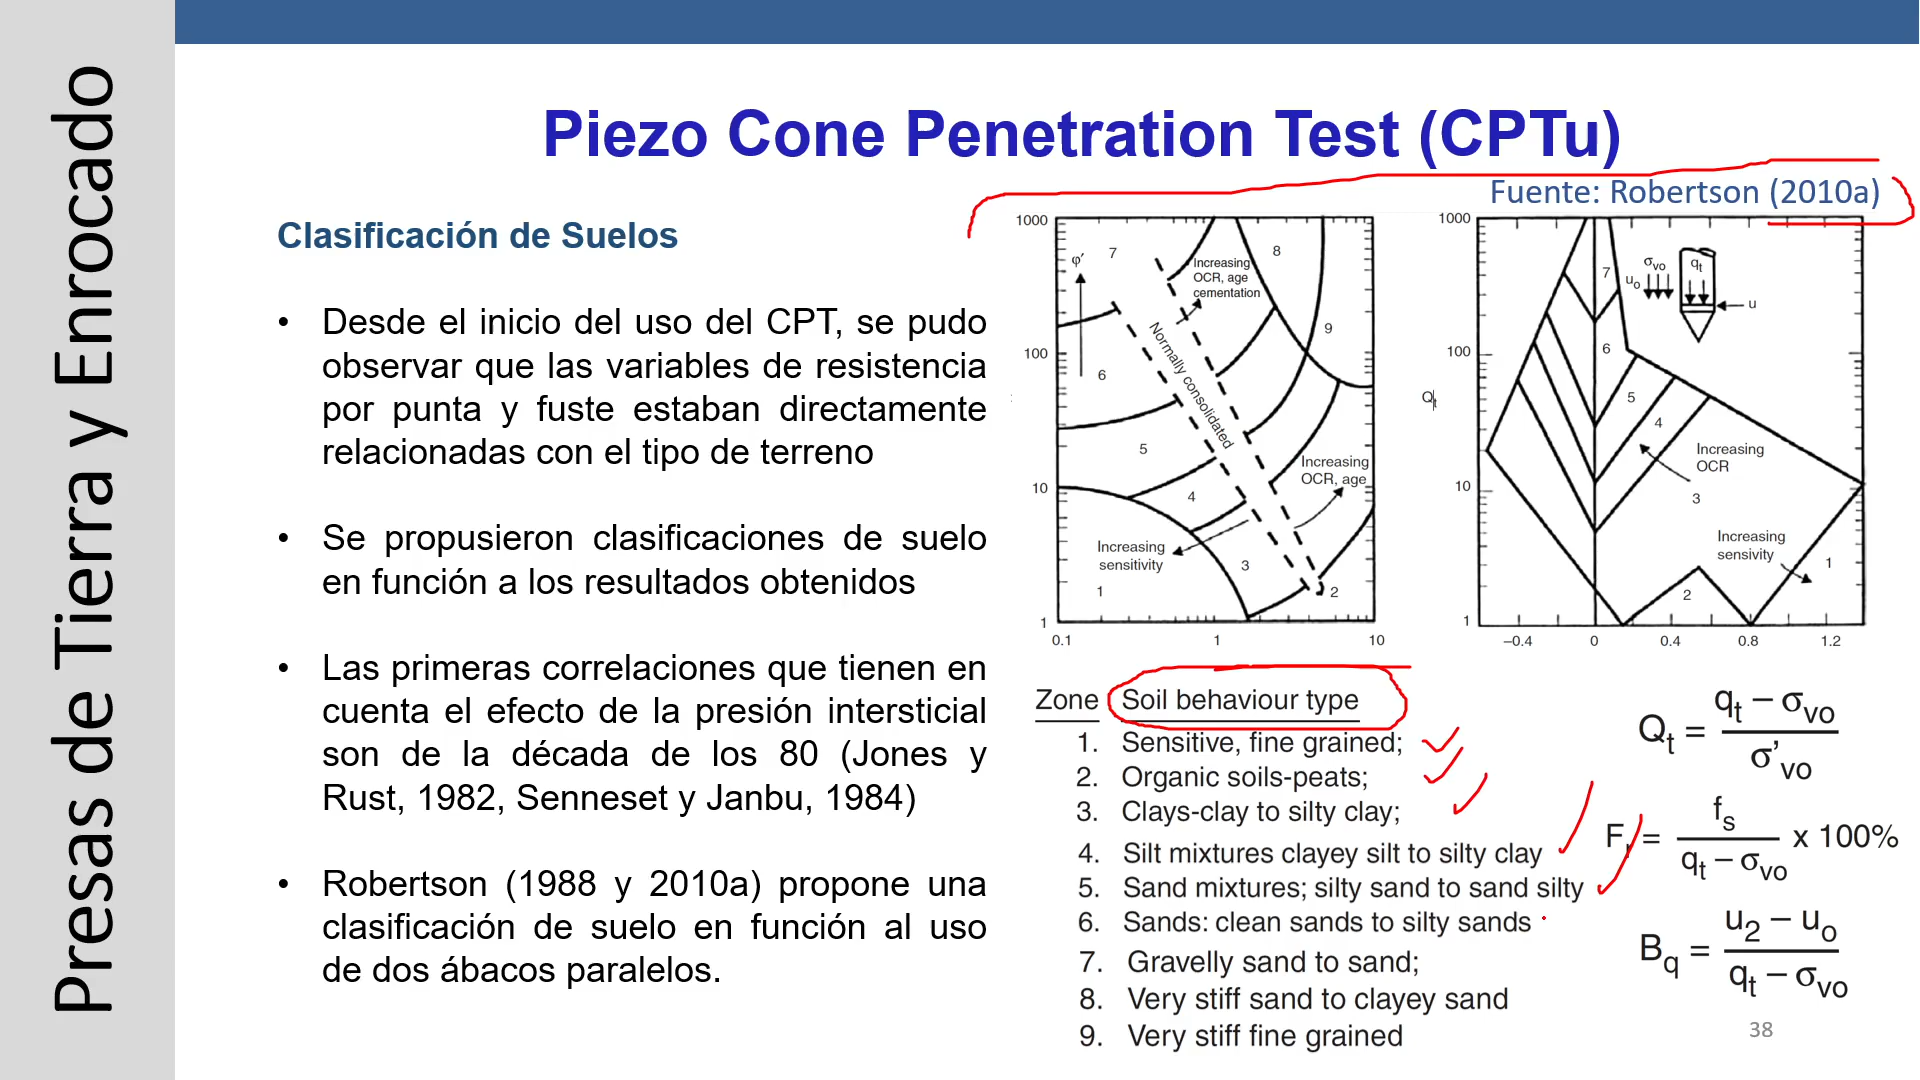 Presas de Tierra y Enrocado
Piezo Cone Penetration Test (CPTu)
Fuente: Robertson (2010a)
Clasificación de Suelos
• Desde el inicio del uso del CPT, se pudo
observar que las variables de resistencia
por punta y fuste estaban directamente
relacionadas con el tipo de terreno
• Se propusieron clasificaciones de suelo
en función a los resultados obtenidos
• Las primeras correlaciones que tienen en
cuenta el efecto de la presión intersticial
son de la década de los 80 (Jones y
Rust, 1982, Senneset y Janbu, 1984)
• Robertson (1988 y 2010a) propone una
clasificación de suelo en función al uso
de dos ábacos paralelos.
1000
100
10
1
0.1 1 10
φ'
7
8
9
6
5
4
3
2
1
Increasing
OCR, age
cementation
Normally consolidated
Increasing
OCR, age
Increasing
sensitivity
1000
100
Qt
10
1
−0.4 0 0.4 0.8 1.2
7
6
5
4
3
2
1
σvo
uo
qt
u
Increasing
OCR
Increasing
sensivity
Zone Soil behaviour type
1. Sensitive, fine grained;
2. Organic soils-peats;
3. Clays-clay to silty clay;
4. Silt mixtures clayey silt to silty clay
5. Sand mixtures; silty sand to sand silty
6. Sands: clean sands to silty sands
7. Gravelly sand to sand;
8. Very stiff sand to clayey sand
9. Very stiff fine grained
Qt = qt − σvo
σ'vo
Fr = fs x 100%
qt − σvo
Bq = u2 − uo
qt − σvo
38